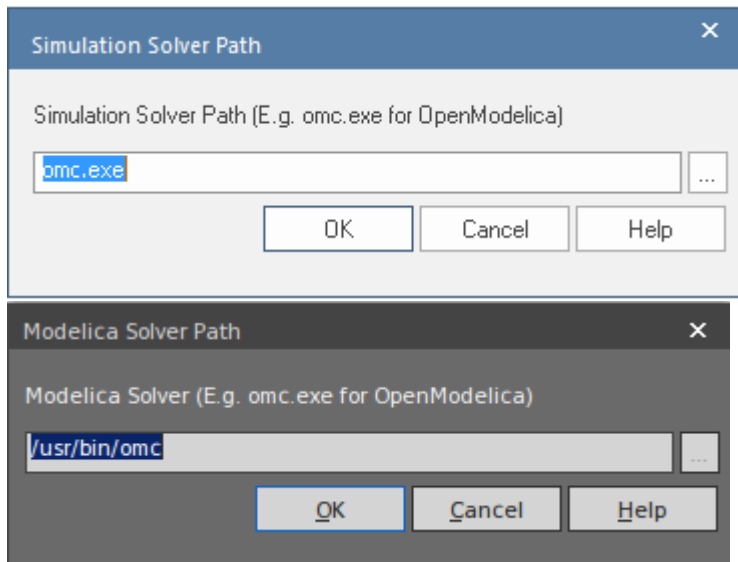 Simulation Solver Path
Simulation Solver Path (E.g. omc.exe for OpenModelica)
omc.exe
...
OK Cancel Help
Modelica Solver Path
Modelica Solver (E.g. omc.exe for OpenModelica)
/usr/bin/omc
...
OK Cancel Help